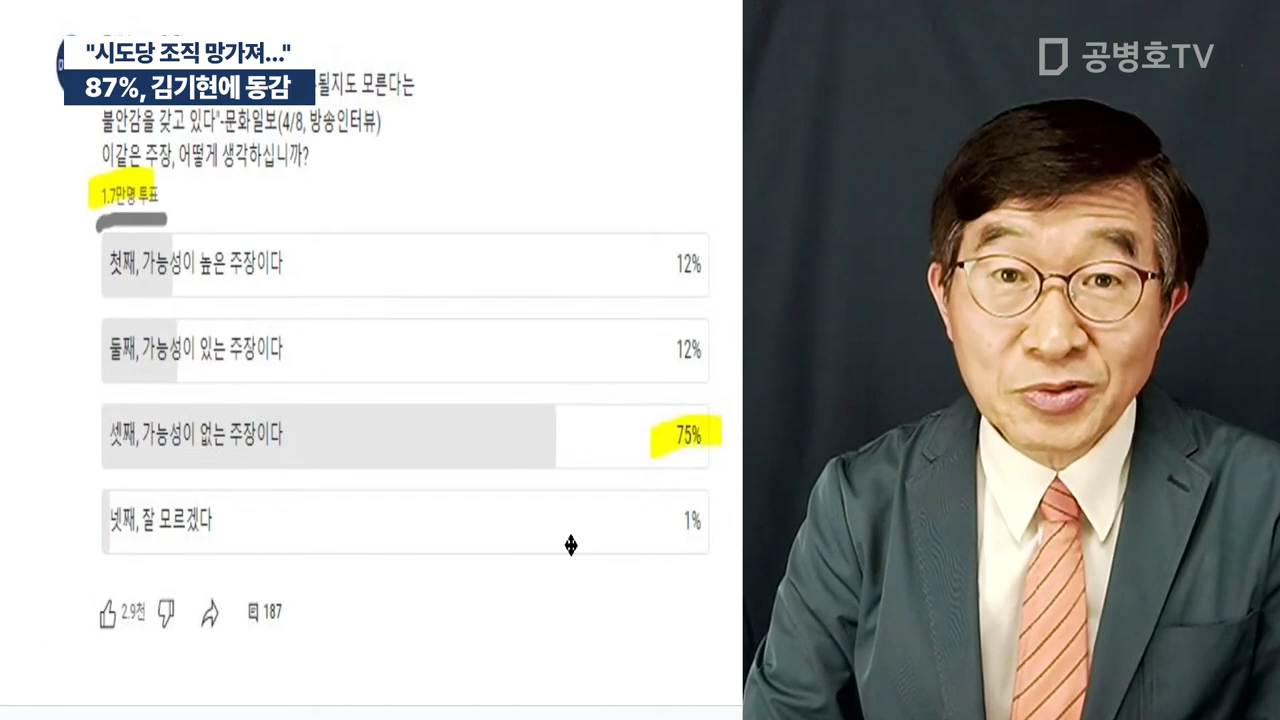 "시도당 조직 망가져..."
87%, 김기현에 동감
공병호TV
될지도 모른다는
불안감을 갖고 있다"-문화일보(4/8, 방송인터뷰)
이같은 주장, 어떻게 생각하십니까?
1.7만명 투표
첫째, 가능성이 높은 주장이다 12%
둘째, 가능성이 있는 주장이다 12%
셋째, 가능성이 없는 주장이다 75%
넷째, 잘 모르겠다 1%
2.9천 187